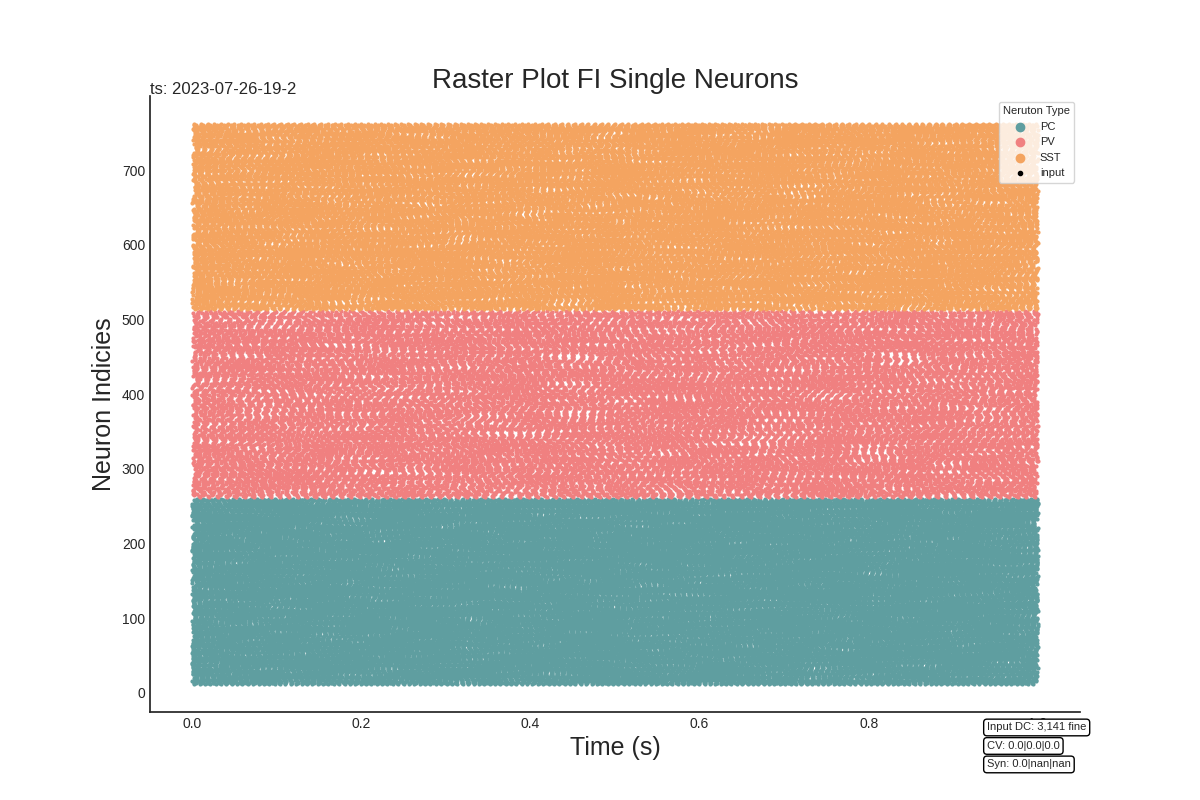 Raster Plot FI Single Neurons
ts: 2023-07-26-19-2
Neruton Type
PC
PV
SST
input
Neuron Indicies
700
600
500
400
300
200
100
0
0.0 0.2 0.4 0.6 0.8
Time (s)
Input DC: 3,141 fine
CV: 0.0|0.0|0.0
Syn: 0.0|nan|nan